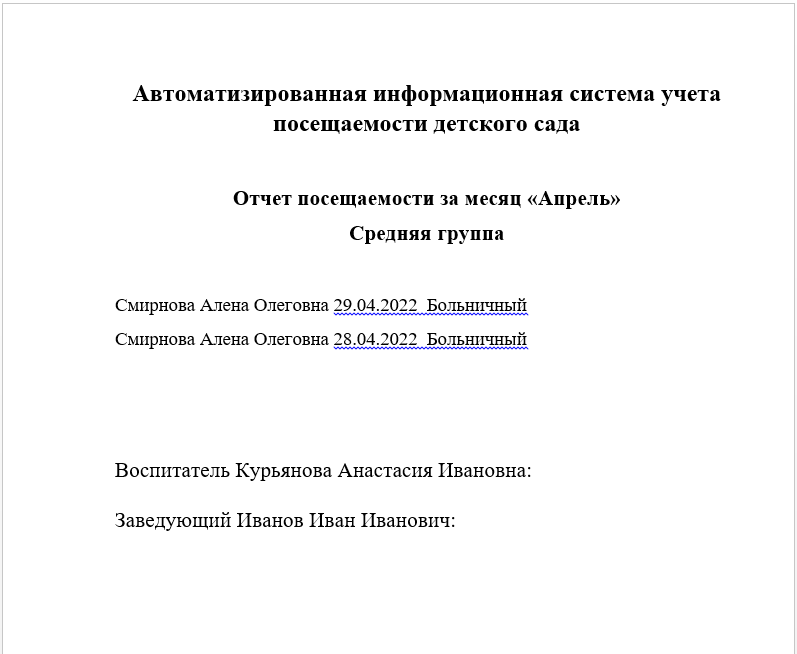 Автоматизированная информационная система учета
посещаемости детского сада
Отчет посещаемости за месяц «Апрель»
Средняя группа
Смирнова Алена Олеговна 29.04.2022  Больничный
Смирнова Алена Олеговна 28.04.2022  Больничный
Воспитатель Курьянова Анастасия Ивановна:
Заведующий Иванов Иван Иванович: